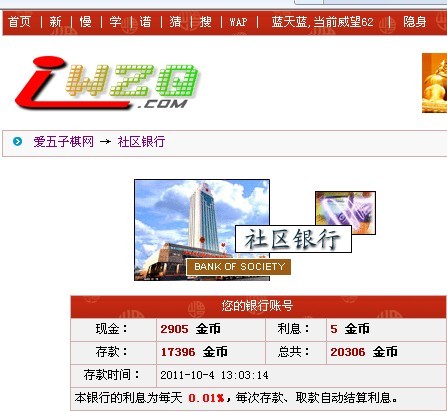 首页 | 新 | 慢 | 学 | 谱 | 猜 | 搜 | WAP | 蓝天蓝,当前威望62 | 隐身
iWZQ
.COM
爱五子棋网 → 社区银行
社区银行
BANK OF SOCIETY
您的银行账号
现金： 2905 金币 利息： 5 金币
存款： 17396 金币 总共： 20306 金币
存款时间： 2011-10-4 13:03:14
本银行的利息为每天 0.01%，每次存款、取款自动结算利息。